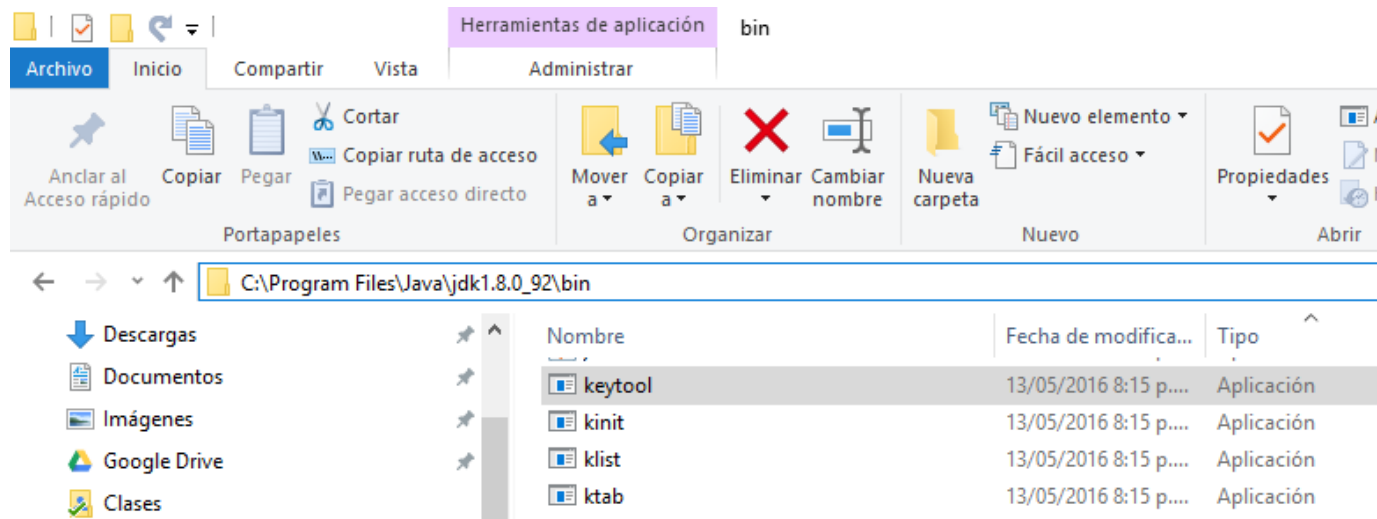 Herramientas de aplicación bin
Archivo Inicio Compartir Vista Administrar
Anclar al Acceso rápido
Copiar
Pegar
Cortar
Copiar ruta de acceso
Pegar acceso directo
Portapapeles
Mover a
Copiar a
Eliminar
Cambiar nombre
Organizar
Nueva carpeta
Nuevo elemento
Fácil acceso
Nuevo
Propiedades
Abrir
C:\Program Files\Java\jdk1.8.0_92\bin
Descargas
Documentos
Imágenes
Google Drive
Clases
Nombre Fecha de modifica... Tipo
keytool 13/05/2016 8:15 p.... Aplicación
kinit 13/05/2016 8:15 p.... Aplicación
klist 13/05/2016 8:15 p.... Aplicación
ktab 13/05/2016 8:15 p.... Aplicación